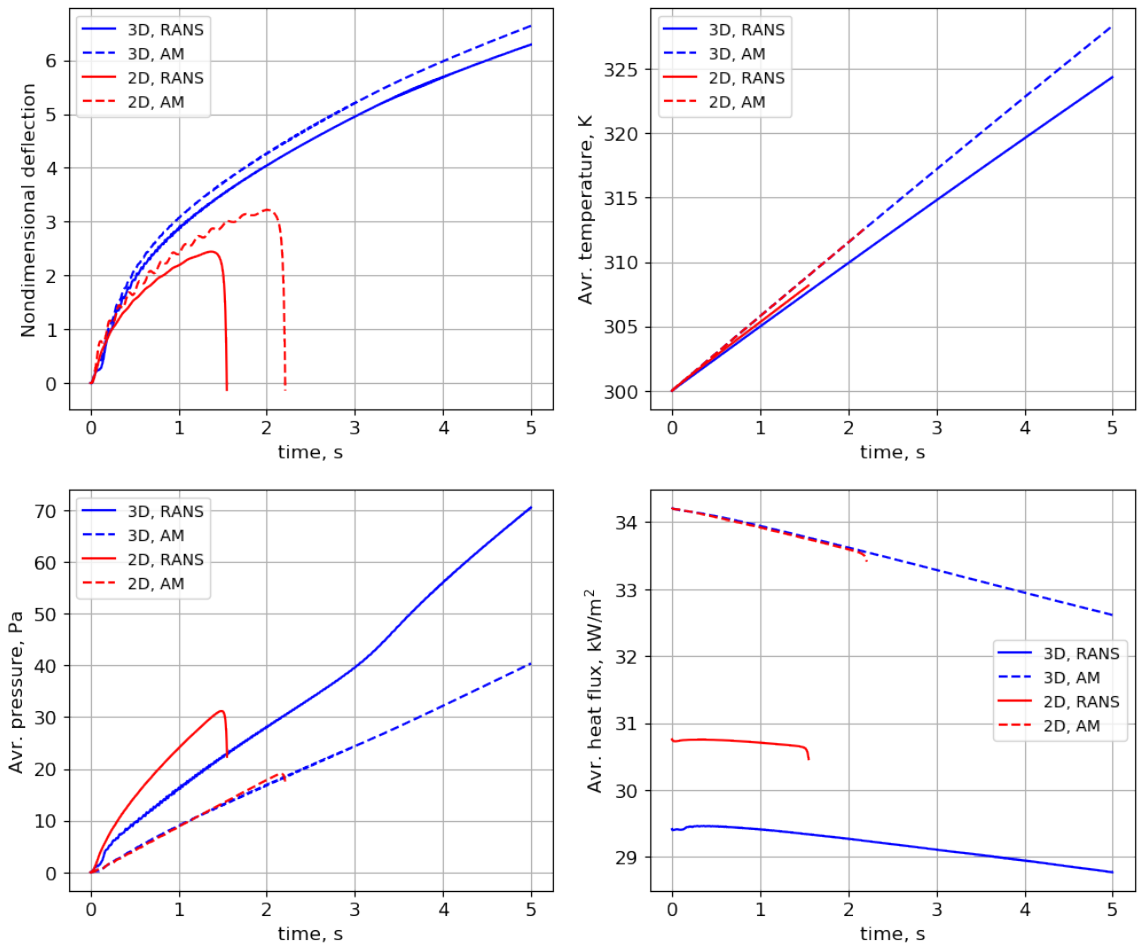 3D, RANS
3D, AM
2D, RANS
2D, AM
Nondimensional deflection
6
5
4
3
2
1
0
0 1 2 3 4 5
time, s
3D, RANS
3D, AM
2D, RANS
2D, AM
Avr. temperature, K
325
320
315
310
305
300
0 1 2 3 4 5
time, s
3D, RANS
3D, AM
2D, RANS
2D, AM
Avr. pressure, Pa
70
60
50
40
30
20
10
0
0 1 2 3 4 5
time, s
Avr. heat flux, kW/m²
34
33
32
31
30
29
3D, RANS
3D, AM
2D, RANS
2D, AM
0 1 2 3 4 5
time, s